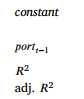 constant
port_{t−1}
R²
adj. R²